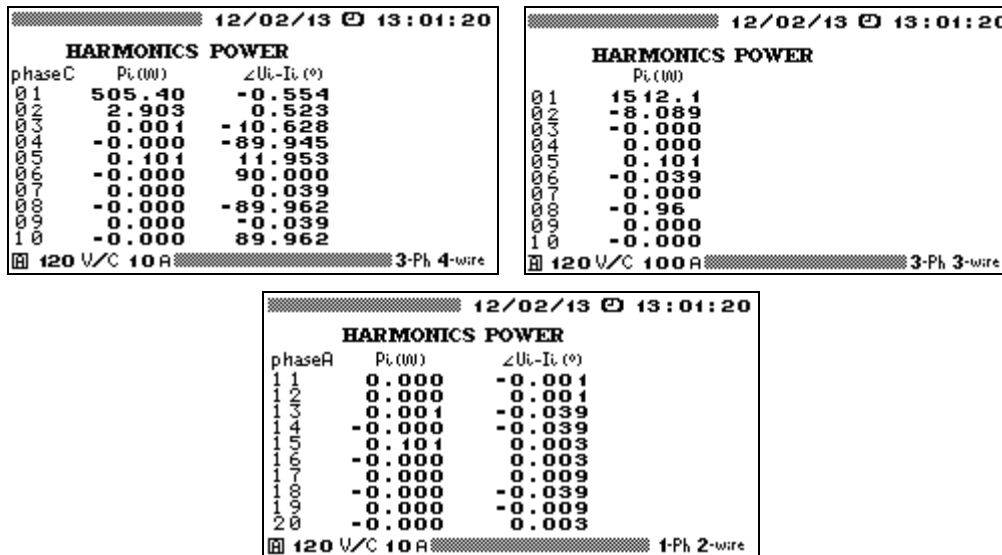 12/02/13 13:01:20
HARMONICS POWER
phaseC Pi(W) ∠Ui-Ii(º)
01 505.40 -0.554
02 2.903 0.523
03 0.001 -10.628
04 -0.000 -89.945
05 0.101 11.953
06 -0.000 90.000
07 0.000 0.039
08 -0.000 -89.962
09 0.000 -0.039
10 -0.000 89.962
A 120 V/C 10 A 3-Ph 4-wire
12/02/13 13:01:20
HARMONICS POWER
Pi(W)
01 1512.1
02 -8.089
03 -0.000
04 0.000
05 0.101
06 -0.039
07 0.000
08 -0.96
09 0.000
10 -0.000
A 120 V/C 100 A 3-Ph 3-wire
12/02/13 13:01:20
HARMONICS POWER
phaseA Pi(W) ∠Ui-Ii(º)
11 0.000 -0.001
12 0.000 0.001
13 0.001 -0.039
14 -0.000 -0.039
15 0.101 0.003
16 -0.000 0.003
17 0.000 0.009
18 -0.000 -0.039
19 0.000 -0.009
20 -0.000 0.003
A 120 V/C 10 A 1-Ph 2-wire